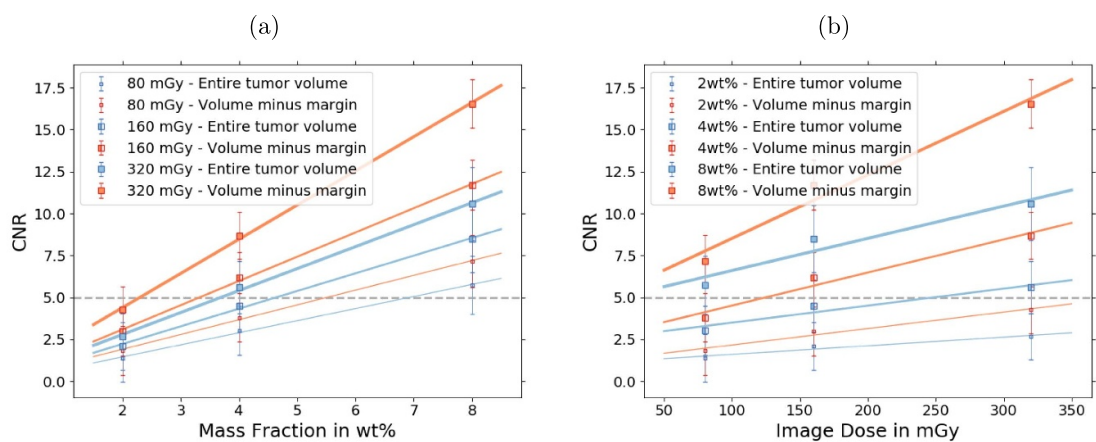 (a)
(b)
80 mGy - Entire tumor volume
80 mGy - Volume minus margin
160 mGy - Entire tumor volume
160 mGy - Volume minus margin
320 mGy - Entire tumor volume
320 mGy - Volume minus margin
17.5
15.0
12.5
10.0
7.5
5.0
2.5
0.0
CNR
2
3
4
5
6
7
8
Mass Fraction in wt%
2wt% - Entire tumor volume
2wt% - Volume minus margin
4wt% - Entire tumor volume
4wt% - Volume minus margin
8wt% - Entire tumor volume
8wt% - Volume minus margin
17.5
15.0
12.5
10.0
7.5
5.0
2.5
0.0
CNR
50
100
150
200
250
300
350
Image Dose in mGy